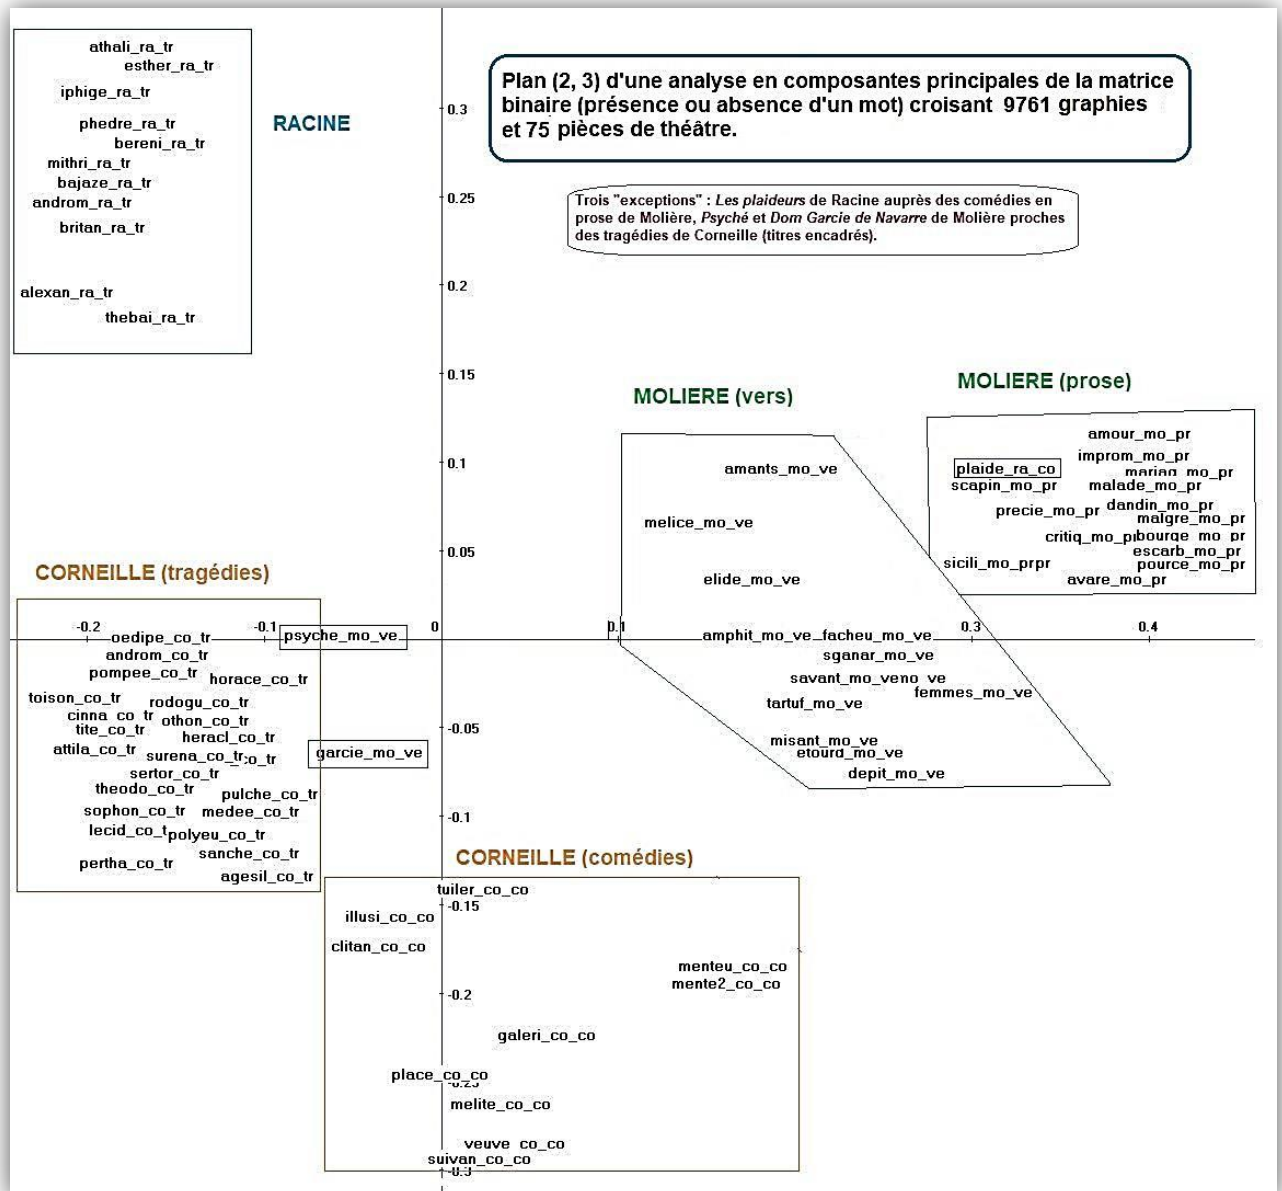 athali_ra_tr
esther_ra_tr
iphige_ra_tr
phedre_ra_tr
bereni_ra_tr
mithri_ra_tr
bajaze_ra_tr
androm_ra_tr
britan_ra_tr
alexan_ra_tr
thebai_ra_tr
RACINE
Plan (2, 3) d'une analyse en composantes principales de la matrice
binaire (présence ou absence d'un mot) croisant 9761 graphies
et 75 pièces de théâtre.
Trois "exceptions" : Les plaideurs de Racine auprès des comédies en
prose de Molière, Psyché et Dom Garcie de Navarre de Molière proches
des tragédies de Corneille (titres encadrés).
0.3
0.25
0.2
0.15
0.1
0.05
MOLIERE (vers)
amants_mo_ve
melice_mo_ve
elide_mo_ve
amphit_mo_ve facheu_mo_ve
sganar_mo_ve
savant_mo_ve
femmes_mo_ve
tartuf_mo_ve
misant_mo_ve
etourd_mo_ve
depit_mo_ve
MOLIERE (prose)
amour_mo_pr
improm_mo_pr
plaide_ra_co
mariag_mo_pr
scapin_mo_pr malade_mo_pr
dandin_mo_pr
precie_mo_pr
malgre_mo_pr
critiq_mo_pr bourge_mo_pr
escarb_mo_pr
sicili_mo_prpr pource_mo_pr
avare_mo_pr
CORNEILLE (tragédies)
-0.2 -0.1 0 0.1 0.3 0.4
oedipe_co_tr psyche_mo_ve
androm_co_tr
pompee_co_tr
horace_co_tr
toison_co_tr rodogu_co_tr
cinna_co_tr othon_co_tr
tite_co_tr heracl_co_tr
attila_co_tr surena_co_tr
garcie_mo_ve
sertor_co_tr
theodo_co_tr pulche_co_tr
sophon_co_tr medee_co_tr
lecid_co_t polyeu_co_tr
sanche_co_tr
pertha_co_tr
agesil_co_tr
-0.05
-0.1
CORNEILLE (comédies)
tuiler_co_co
-0.15
illusi_co_co
clitan_co_co
menteu_co_co
mente2_co_co
-0.2
galeri_co_co
place_co_co
melite_co_co
veuve_co_co
suivan_co_co